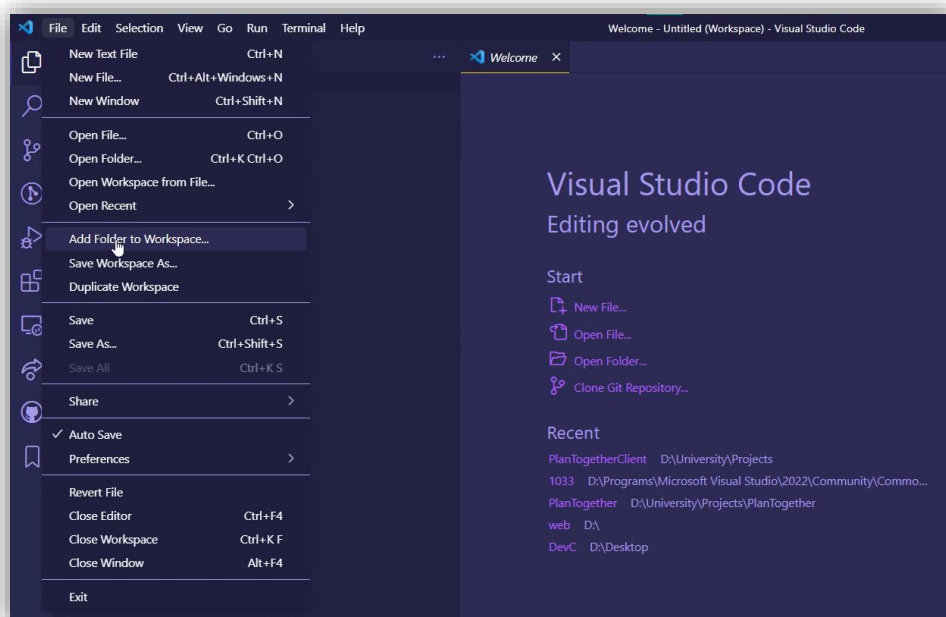 File Edit Selection View Go Run Terminal Help
Welcome - Untitled (Workspace) - Visual Studio Code
New Text File Ctrl+N
New File... Ctrl+Alt+Windows+N
New Window Ctrl+Shift+N
Open File... Ctrl+O
Open Folder... Ctrl+K Ctrl+O
Open Workspace from File...
Open Recent
Add Folder to Workspace...
Save Workspace As...
Duplicate Workspace
Save Ctrl+S
Save As... Ctrl+Shift+S
Save All Ctrl+K S
Share
Auto Save
Preferences
Revert File
Close Editor Ctrl+F4
Close Workspace Ctrl+K F
Close Window Alt+F4
Exit
Welcome
Visual Studio Code
Editing evolved
Start
New File...
Open File...
Open Folder...
Clone Git Repository...
Recent
PlanTogetherClient D:\University\Projects
1033 D:\Programs\Microsoft Visual Studio\2022\Community\Commo...
PlanTogether D:\University\Projects\PlanTogether
web D:\
DevC D:\Desktop